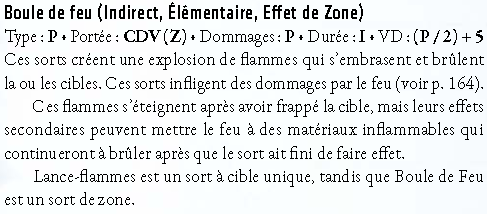 Boule de feu (Indirect, Élémentaire, Effet de Zone)
Type : P • Portée : CDV (Z) • Dommages : P • Durée : I • VD : (P / 2) + 5
Ces sorts créent une explosion de flammes qui s'embrasent et brûlent
la ou les cibles. Ces sorts infligent des dommages par le feu (voir p. 164).
Ces flammes s'éteignent après avoir frappé la cible, mais leurs effets
secondaires peuvent mettre le feu à des matériaux inflammables qui
continueront à brûler après que le sort ait fini de faire effet.
Lance-flammes est un sort à cible unique, tandis que Boule de Feu
est un sort de zone.